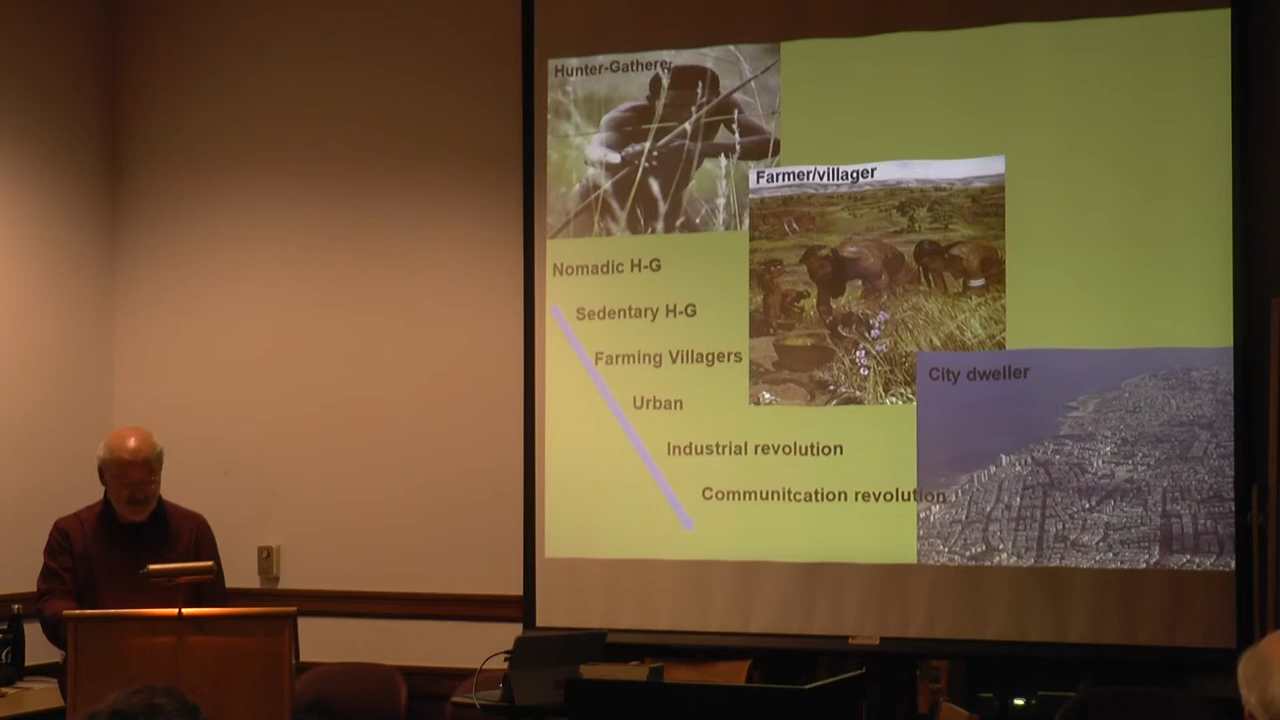 Hunter-Gatherer
Farmer/villager
Nomadic H-G
Sedentary H-G
Farming Villagers
City dweller
Urban
Industrial revolution
Communitcation revolution